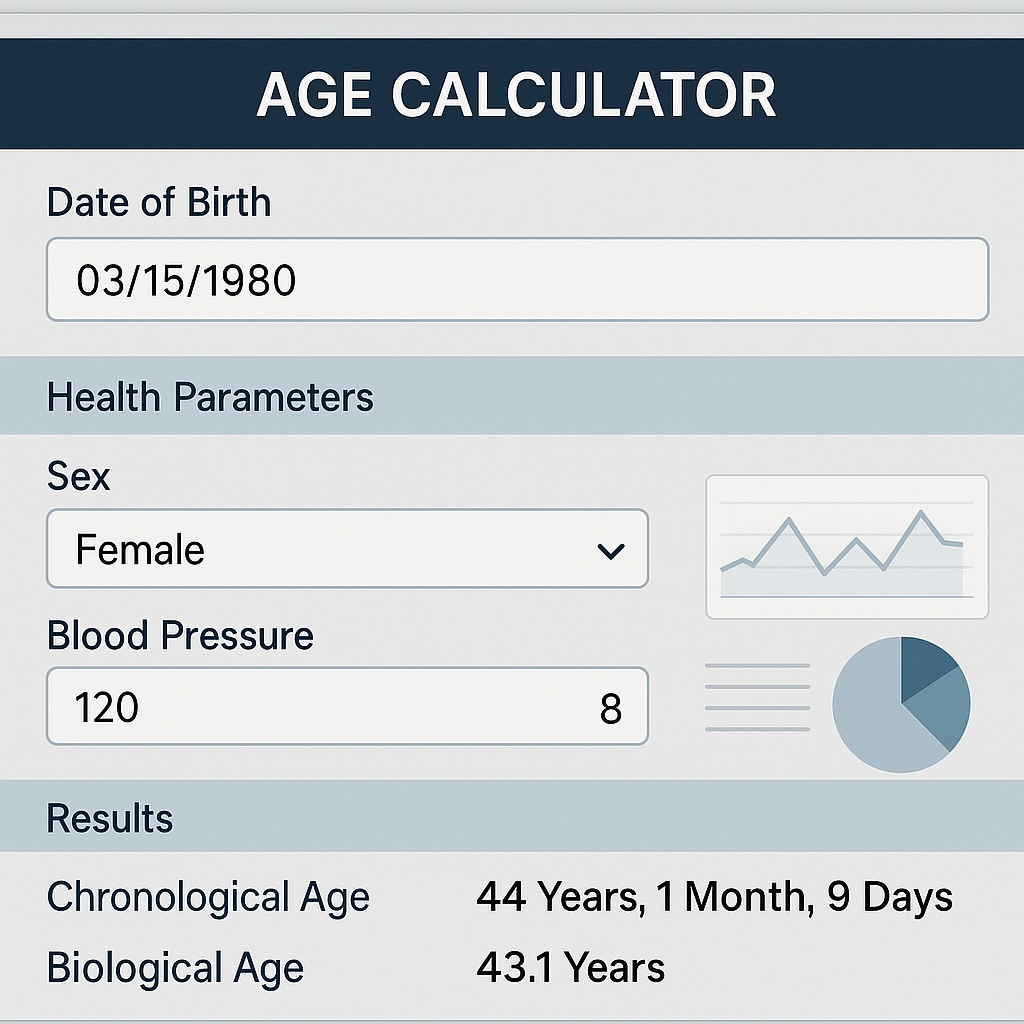 AGE CALCULATOR
Date of Birth
03/15/1980
Health Parameters
Sex
Female
Blood Pressure
120 8
Results
Chronological Age 44 Years, 1 Month, 9 Days
Biological Age 43.1 Years